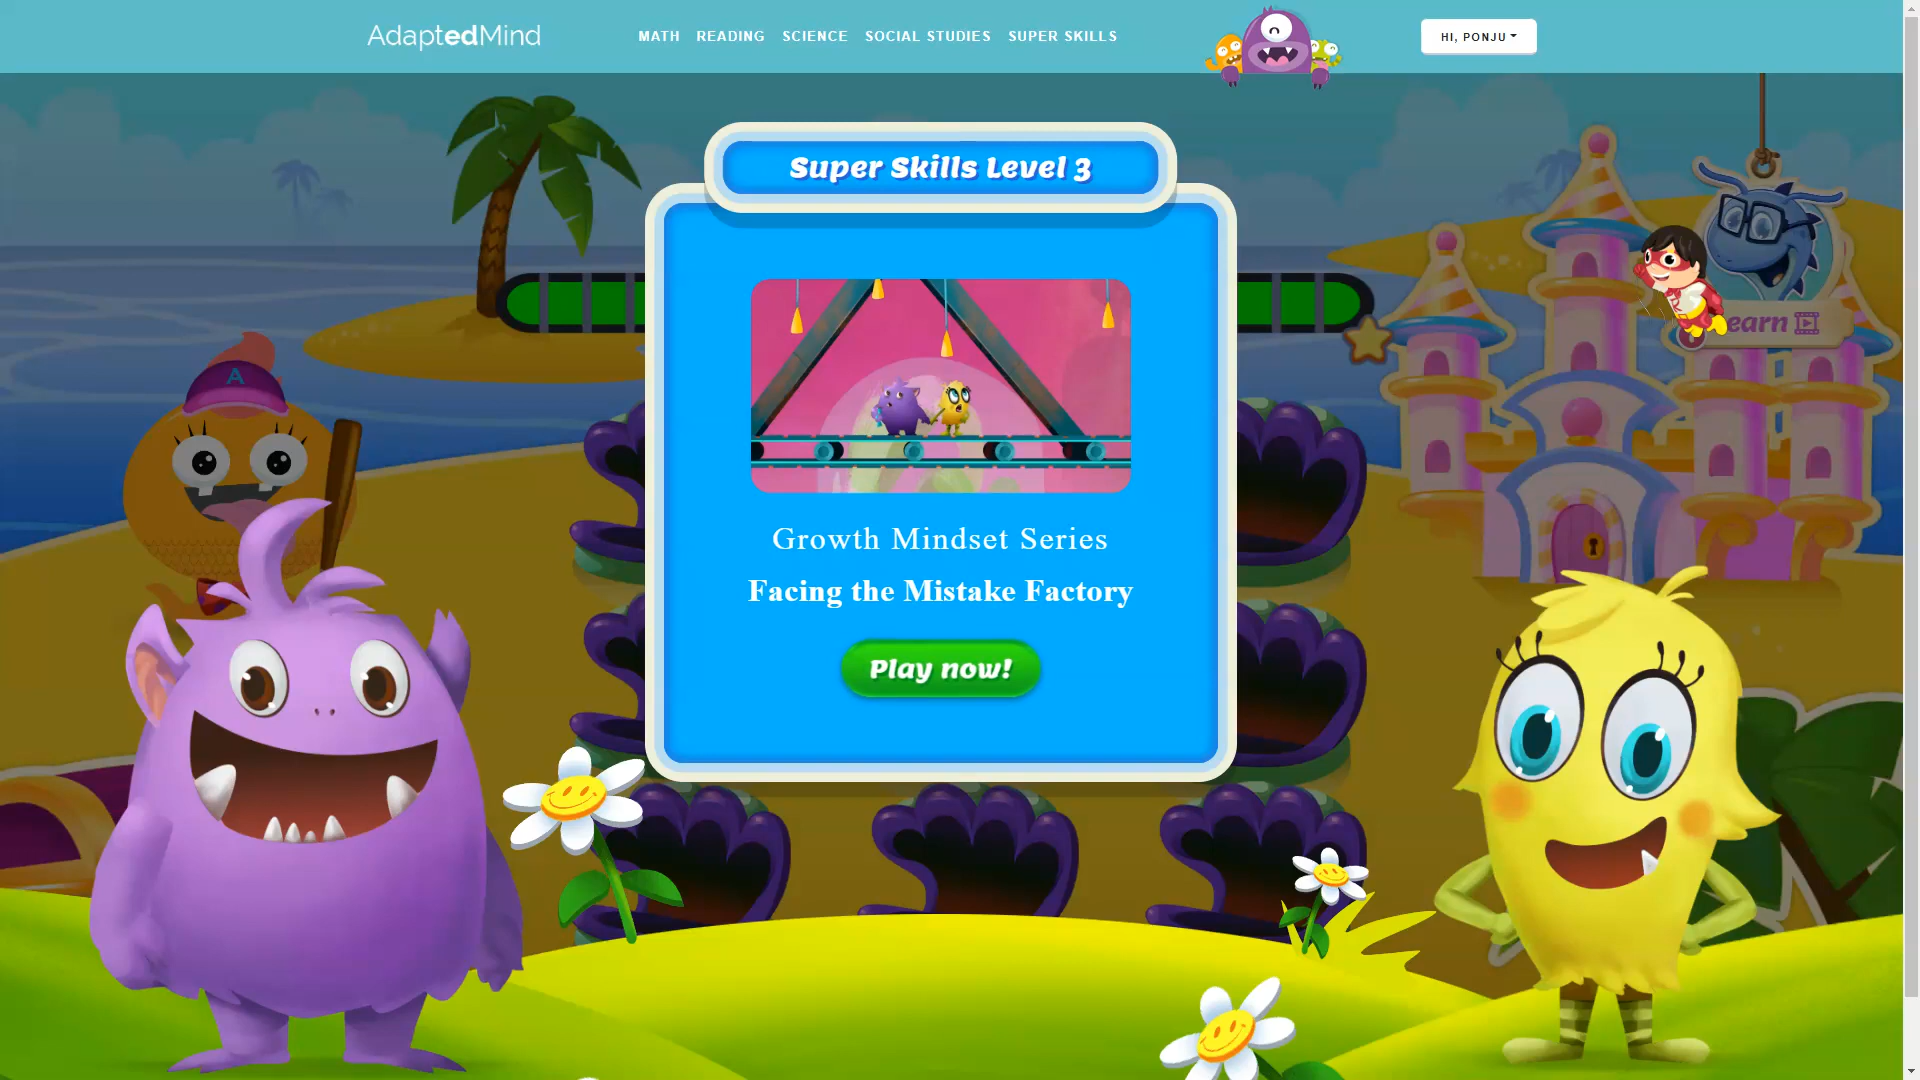 AdaptedMind
MATH READING SCIENCE SOCIAL STUDIES SUPER SKILLS
HI, PONJU
Super Skills Level 3
A
earn
Growth Mindset Series
Facing the Mistake Factory
Play now!